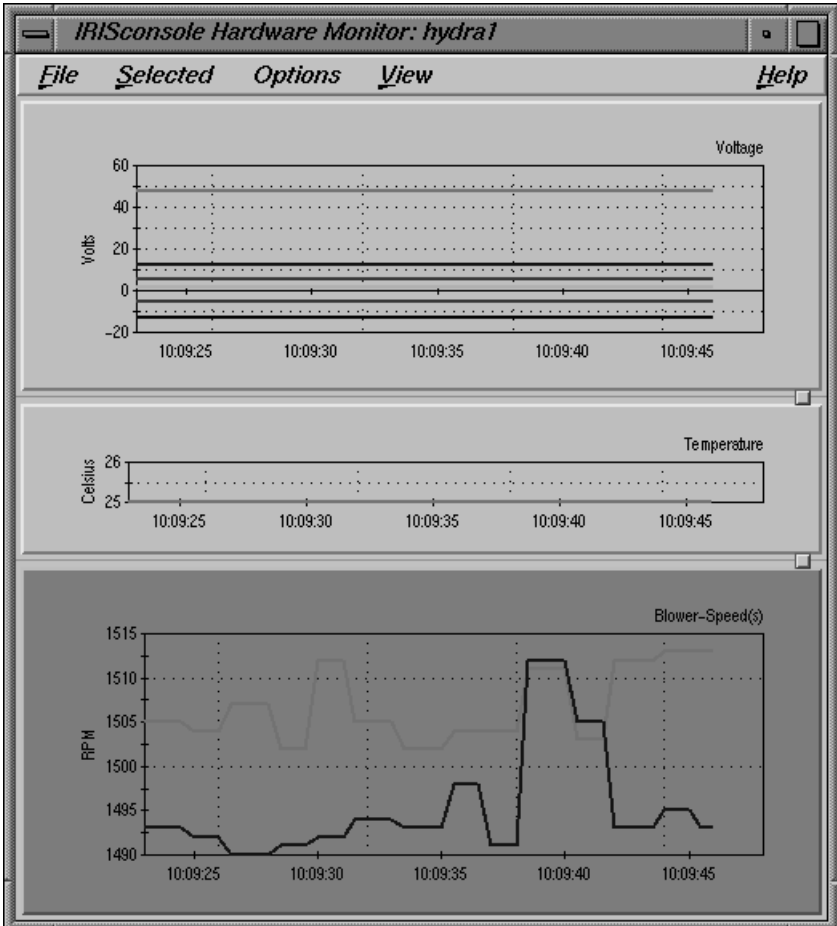 IRISconsole Hardware Monitor: hydra1
File Selected Options View Help
Voltage
60
40
20
0
-20
Volts
10:09:25 10:09:30 10:09:35 10:09:40 10:09:45
Temperature
26
25
Celsius
10:09:25 10:09:30 10:09:35 10:09:40 10:09:45
Blower-Speed(s)
1515
1510
1505
1500
1495
1490
RPM
10:09:25 10:09:30 10:09:35 10:09:40 10:09:45